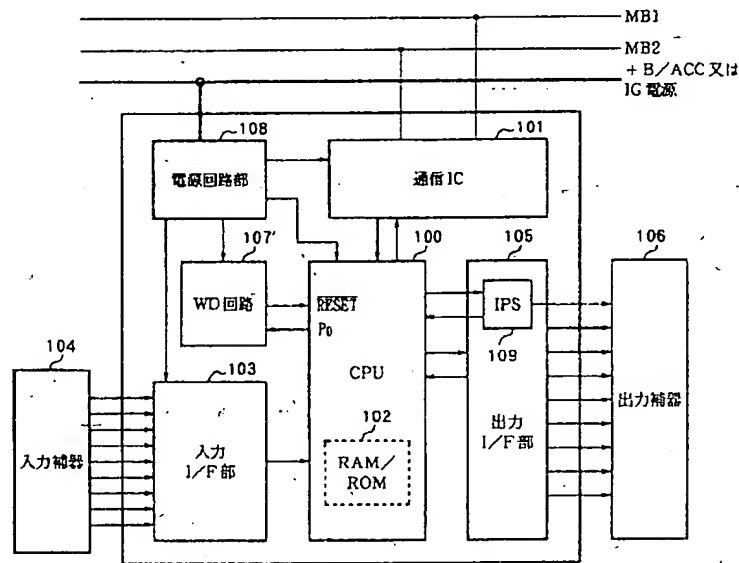 MB1
MB2
+B/ACC又は
IG電源
108
電源回路部
101
通信IC
107'
WD回路
100
RESET
P0
CPU
102
RAM/
ROM
105
IPS
109
出力
I/F部
106
出力補器
104
入力補器
103
入力
I/F部